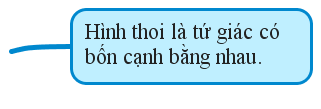 Hình thoi là tứ giác có
bốn cạnh bằng nhau.